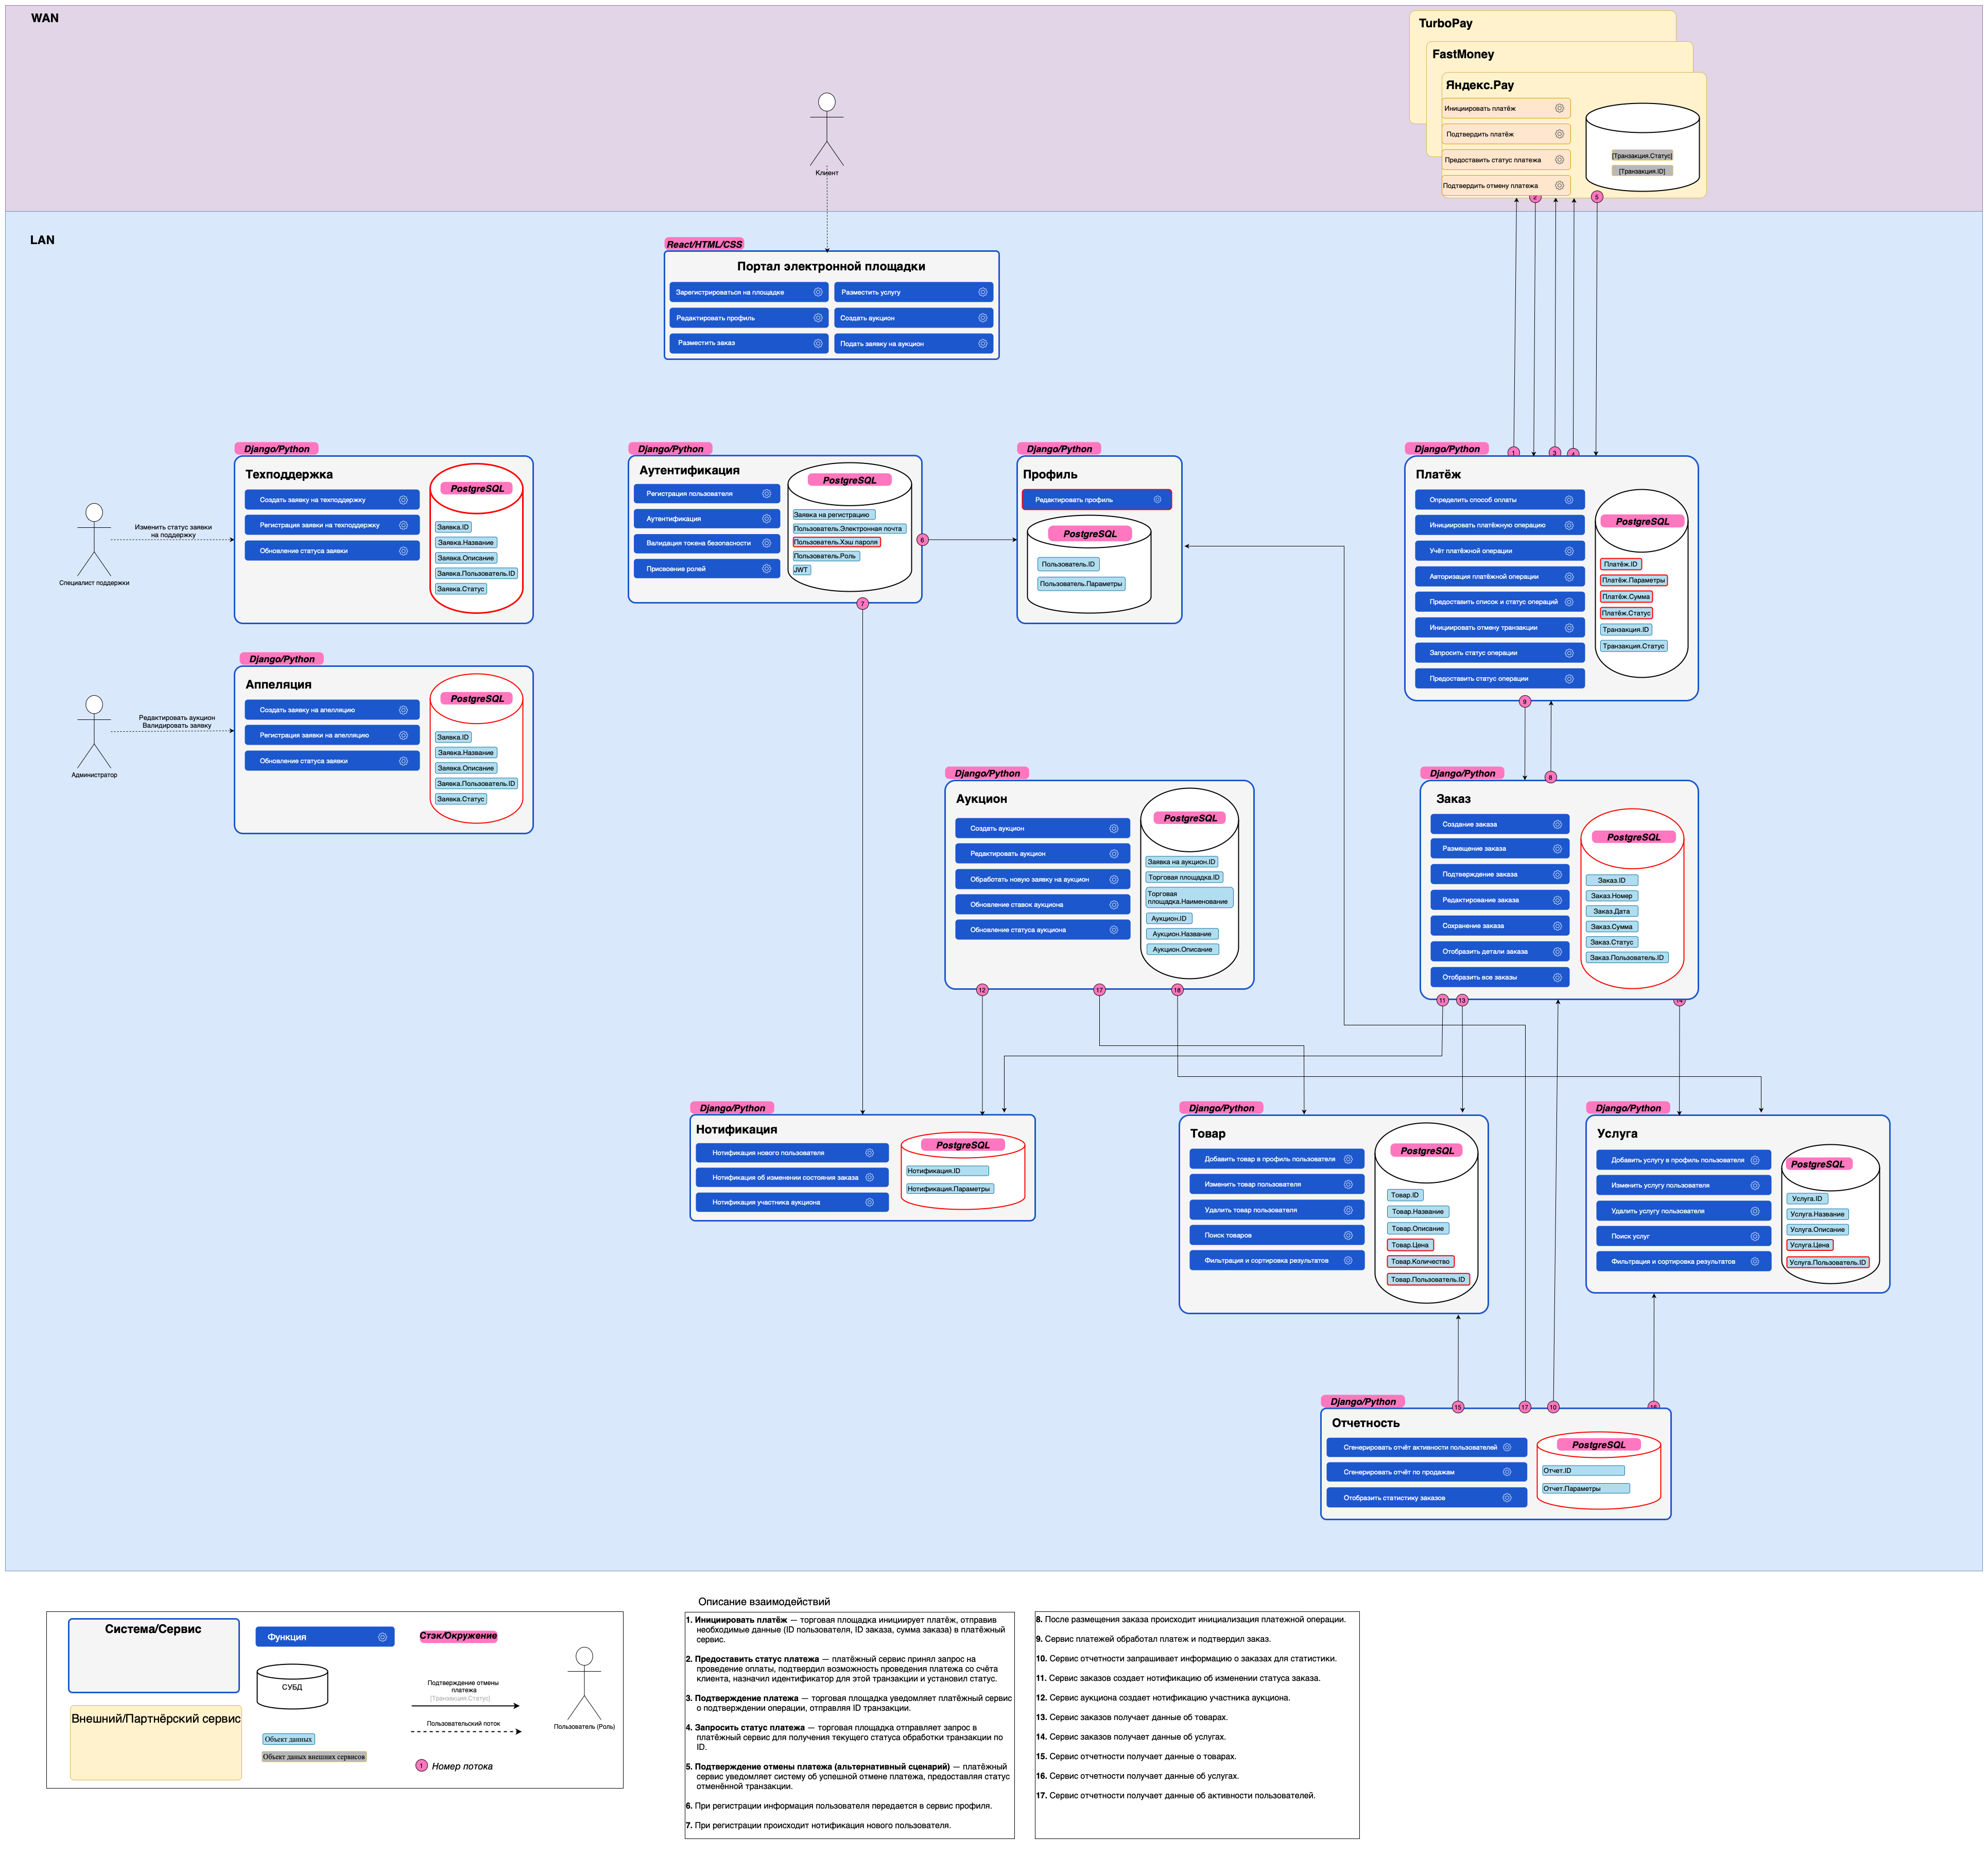 WAN
TurboPay
FastMoney
Яндекс.Pay
Инициировать платёж
Подтвердить платёж
Предоставить статус платежа
Подтвердить отмену платежа
[Транзакция.Статус]
[Транзакция.ID]
Клиент
2
5
LAN
React/HTML/CSS
Портал электронной площадки
Зарегистрироваться на площадке
Разместить услугу
Редактировать профиль
Создать аукцион
Разместить заказ
Подать заявку на аукцион
Специалист поддержки
Изменить статус заявки
на поддержку
Django/Python
Техподдержка
Создать заявку на техподдержку
Регистрация заявки на техподдержку
Обновление статуса заявки
PostgreSQL
Заявка.ID
Заявка.Название
Заявка.Описание
Заявка.Пользователь.ID
Заявка.Статус
Django/Python
Аутентификация
Регистрация пользователя
Аутентификация
Валидация токена безопасности
Присвоение ролей
PostgreSQL
Заявка на регистрацию
Пользователь.Электронная почта
Пользователь.Хэш пароля
Пользователь.Роль
JWT
6
7
Django/Python
Профиль
Редактировать профиль
PostgreSQL
Пользователь.ID
Пользователь.Параметры
1
3
4
Django/Python
Платёж
Определить способ оплаты
Инициировать платёжную операцию
Учёт платёжной операции
Авторизация платёжной операции
Предоставить список и статус операций
Инициировать отмену транзакции
Запросить статус операции
Предоставить статус операции
PostgreSQL
Платёж.ID
Платёж.Параметры
Платёж.Сумма
Платёж.Статус
Транзакция.ID
Транзакция.Статус
9
8
Администратор
Редактировать аукцион
Валидировать заявку
Django/Python
Аппеляция
Создать заявку на апелляцию
Регистрация заявки на апелляцию
Обновление статуса заявки
PostgreSQL
Заявка.ID
Заявка.Название
Заявка.Описание
Заявка.Пользователь.ID
Заявка.Статус
Django/Python
Аукцион
Создать аукцион
Редактировать аукцион
Обработать новую заявку на аукцион
Обновление ставок аукциона
Обновление статуса аукциона
PostgreSQL
Заявка на аукцион.ID
Торговая площадка.ID
Торговая
площадка.Наименование
Аукцион.ID
Аукцион.Название
Аукцион.Описание
12
17
18
Django/Python
Заказ
Создание заказа
Размещение заказа
Подтверждение заказа
Редактирование заказа
Сохранение заказа
Отобразить детали заказа
Отобразить все заказы
PostgreSQL
Заказ.ID
Заказ.Номер
Заказ.Дата
Заказ.Сумма
Заказ.Статус
Заказ.Пользователь.ID
11
13
14
Django/Python
Нотификация
Нотификация нового пользователя
Нотификация об изменении состояния заказа
Нотификация участника аукциона
PostgreSQL
Нотификация.ID
Нотификация.Параметры
Django/Python
Товар
Добавить товар в профиль пользователя
Изменить товар пользователя
Удалить товар пользователя
Поиск товаров
Фильтрация и сортировка результатов
PostgreSQL
Товар.ID
Товар.Название
Товар.Описание
Товар.Цена
Товар.Количество
Товар.Пользователь.ID
Django/Python
Услуга
Добавить услугу в профиль пользователя
Изменить услугу пользователя
Удалить услугу пользователя
Поиск услуг
Фильтрация и сортировка результатов
PostgreSQL
Услуга.ID
Услуга.Название
Услуга.Описание
Услуга.Цена
Услуга.Пользователь.ID
15
17
10
16
Django/Python
Отчетность
Сгенерировать отчёт активности пользователей
Сгенерировать отчёт по продажам
Отобразить статистику заказов
PostgreSQL
Отчет.ID
Отчет.Параметры
Система/Сервис
Внешний/Партнёрский сервис
Функция
СУБД
Объект данных
Объект даных внешних сервисов
Стэк/Окружение
Подтверждение отмены
платежа
[Транзакция.Статус]
Пользовательский поток
1
Номер потока
Пользователь (Роль)
Описание взаимодействий
1. Инициировать платёж — торговая площадка инициирует платёж, отправив
необходимые данные (ID пользователя, ID заказа, сумма заказа) в платёжный
сервис.
2. Предоставить статус платежа — платёжный сервис принял запрос на
проведение оплаты, подтвердил возможность проведения платежа со счёта
клиента, назначил идентификатор для этой транзакции и установил статус.
3. Подтверждение платежа — торговая площадка уведомляет платёжный сервис
о подтверждении операции, отправляя ID транзакции.
4. Запросить статус платежа — торговая площадка отправляет запрос в
платёжный сервис для получения текущего статуса обработки транзакции по
ID.
5. Подтверждение отмены платежа (альтернативный сценарий) — платёжный
сервис уведомляет систему об успешной отмене платежа, предоставляя статус
отменённой транзакции.
6. При регистрации информация пользователя передается в сервис профиля.
7. При регистрации происходит нотификация нового пользователя.
8. После размещения заказа происходит инициализация платежной операции.
9. Сервис платежей обработал платеж и подтвердил заказ.
10. Сервис отчетности запрашивает информацию о заказах для статистики.
11. Сервис заказов создает нотификацию об изменении статуса заказа.
12. Сервис аукциона создает нотификацию участника аукциона.
13. Сервис заказов получает данные об товарах.
14. Сервис заказов получает данные об услугах.
15. Сервис отчетности получает данные о товарах.
16. Сервис отчетности получает данные об услугах.
17. Сервис отчетности получает данные об активности пользователей.